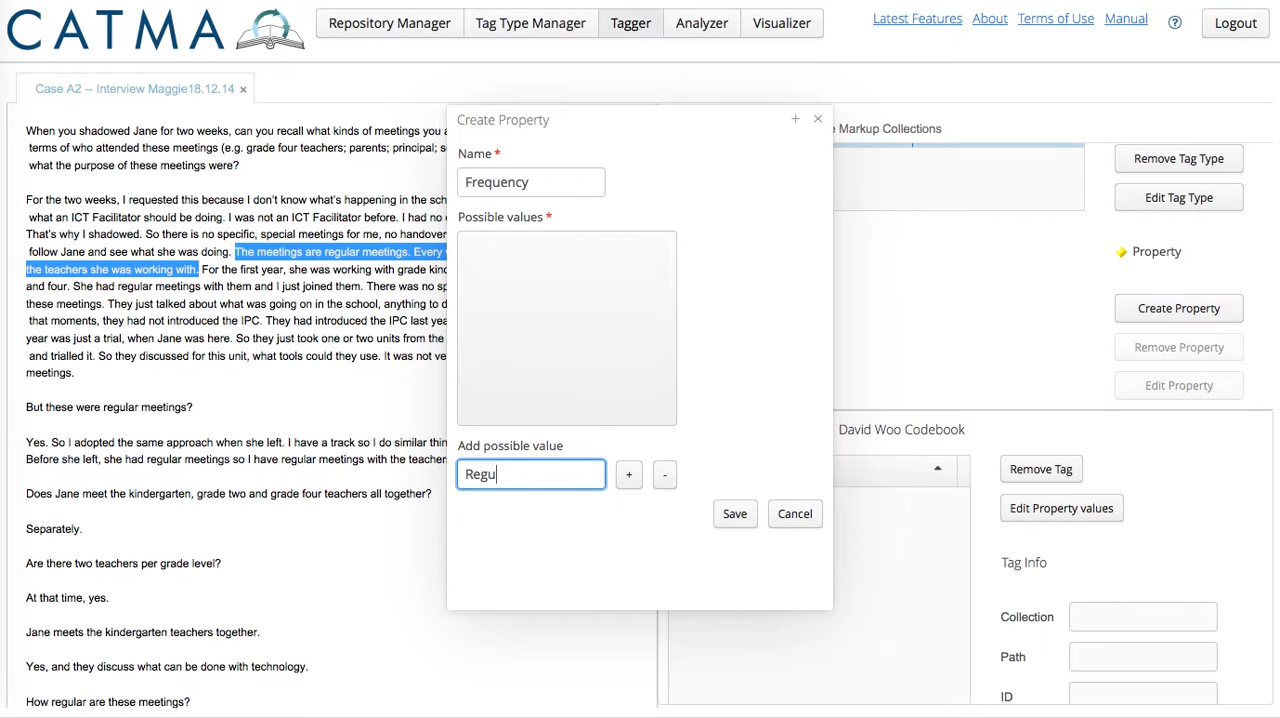 CATMA
Repository Manager
Tag Type Manager
Tagger
Analyzer
Visualizer
Latest Features
About
Terms of Use
Manual
?
Logout
Case A2 -- Interview Maggie18.12.14 ×
When you shadowed Jane for two weeks, can you recall what kinds of meetings you a
terms of who attended these meetings (e.g. grade four teachers; parents; principal; s
what the purpose of these meetings were?
For the two weeks, I requested this because I don't know what's happening in the sch
what an ICT Facilitator should be doing. I was not an ICT Facilitator before. I had no
That's why I shadowed. So there is no specific, special meetings for me, no handover
follow Jane and see what she was doing. The meetings are regular meetings. Every
the teachers she was working with. For the first year, she was working with grade kin
and four. She had regular meetings with them and I just joined them. There was no sp
these meetings. They just talked about what was going on in the school, anything to d
that moments, they had not introduced the IPC. They had introduced the IPC last yea
year was just a trial, when Jane was here. So they just took one or two units from the
and trialled it. So they discussed for this unit, what tools could they use. It was not ve
meetings.
But these were regular meetings?
Yes. So I adopted the same approach when she left. I have a track so I do similar thin
Before she left, she had regular meetings so I have regular meetings with the teachers
Does Jane meet the kindergarten, grade two and grade four teachers all together?
Separately.
Are there two teachers per grade level?
At that time, yes.
Jane meets the kindergarten teachers together.
Yes, and they discuss what can be done with technology.
How regular are these meetings?
Create Property
+ ×
Name *
Frequency
Possible values *
Add possible value
Regu
+
-
Save
Cancel
e Markup Collections
Remove Tag Type
Edit Tag Type
Property
Create Property
Remove Property
Edit Property
David Woo Codebook
Remove Tag
Edit Property values
Tag Info
Collection
Path
ID